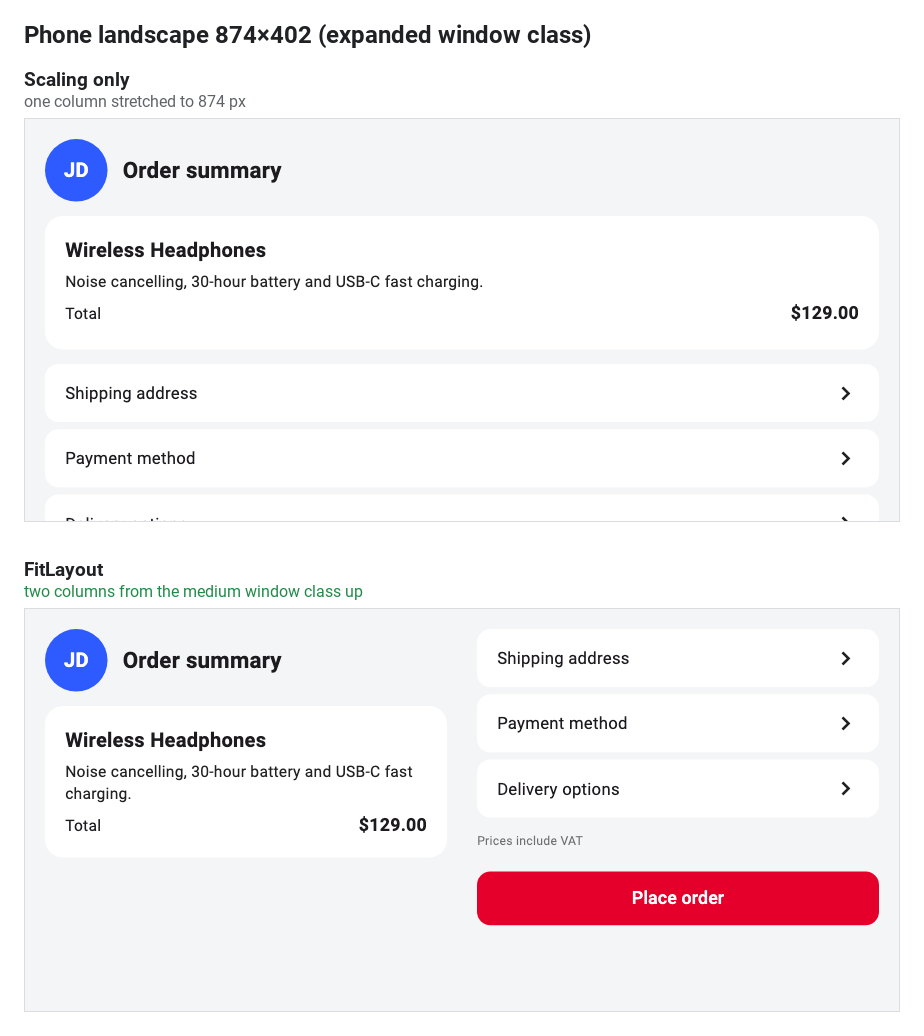 Phone landscape 874×402 (expanded window class)
Scaling only
one column stretched to 874 px
JD
Order summary
Wireless Headphones
Noise cancelling, 30-hour battery and USB-C fast charging.
Total
$129.00
Shipping address
Payment method
FitLayout
two columns from the medium window class up
JD
Order summary
Wireless Headphones
Noise cancelling, 30-hour battery and USB-C fast
charging.
Total
$129.00
Shipping address
Payment method
Delivery options
Prices include VAT
Place order